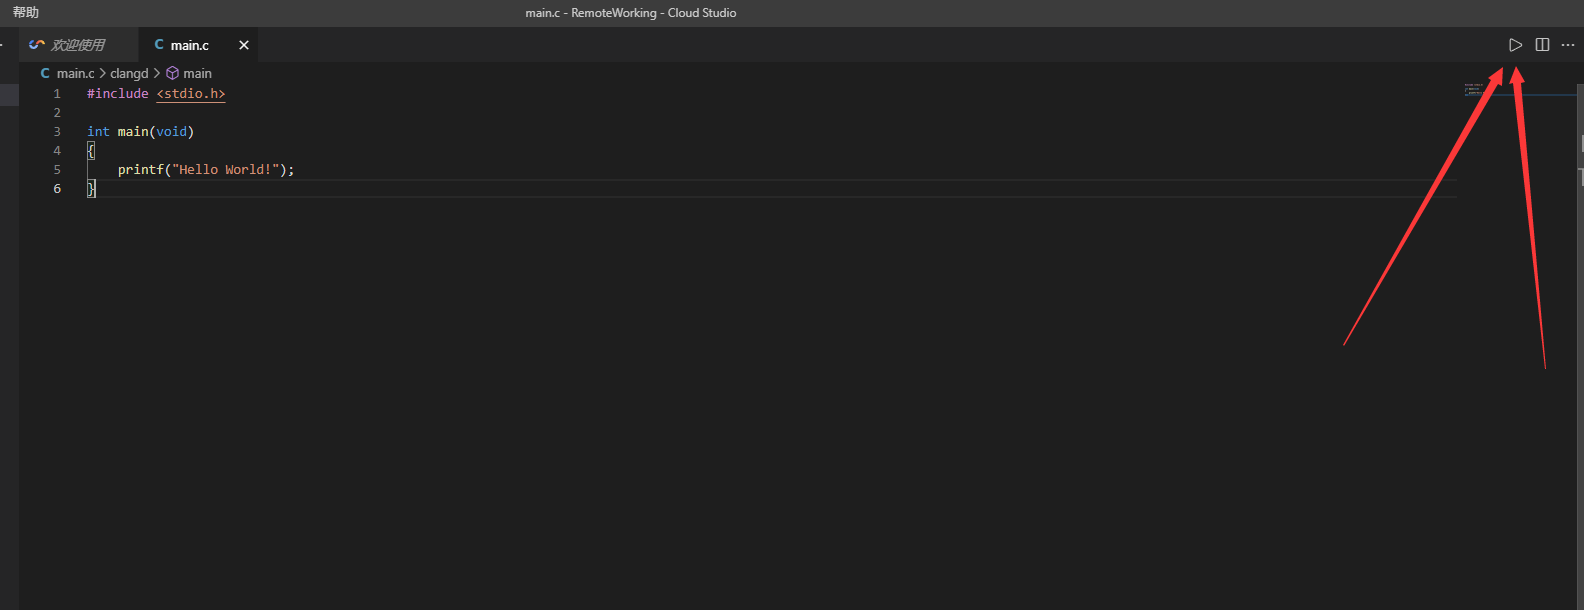 帮助
main.c - RemoteWorking - Cloud Studio
欢迎使用
C main.c
C main.c > clangd > main
1 #include <stdio.h>
2
3 int main(void)
4 {
5 printf("Hello World!");
6 }